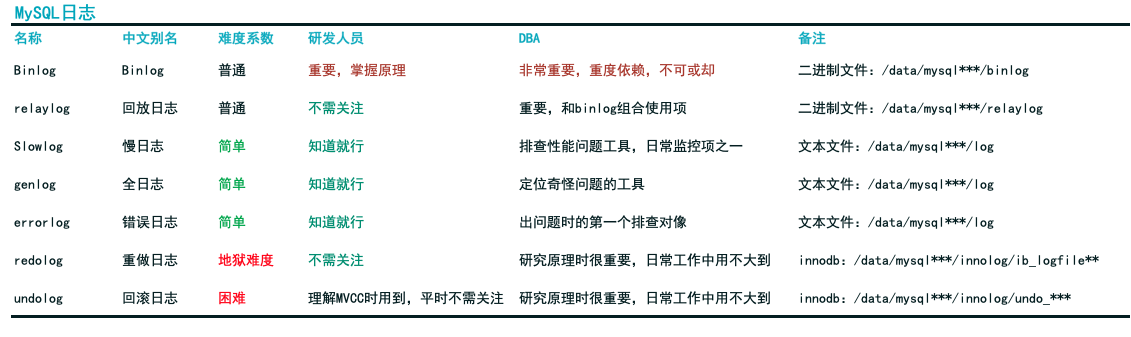 MySQL日志
名称 中文别名 难度系数 研发人员 DBA 备注
Binlog Binlog 普通 重要，掌握原理 非常重要，重度依赖，不可或却 二进制文件：/data/mysql***/binlog
relaylog 回放日志 普通 不需关注 重要，和binlog组合使用项 二进制文件：/data/mysql***/relaylog
Slowlog 慢日志 简单 知道就行 排查性能问题工具，日常监控项之一 文本文件：/data/mysql***/log
genlog 全日志 简单 知道就行 定位奇怪问题的工具 文本文件：/data/mysql***/log
errorlog 错误日志 简单 知道就行 出问题时的第一个排查对像 文本文件：/data/mysql***/log
redolog 重做日志 地狱难度 不需关注 研究原理时很重要，日常工作中用不大到 innodb：/data/mysql***/innolog/ib_logfile**
undolog 回滚日志 困难 理解MVCC时用到，平时不需关注 研究原理时很重要，日常工作中用不大到 innodb：/data/mysql***/innolog/undo_***